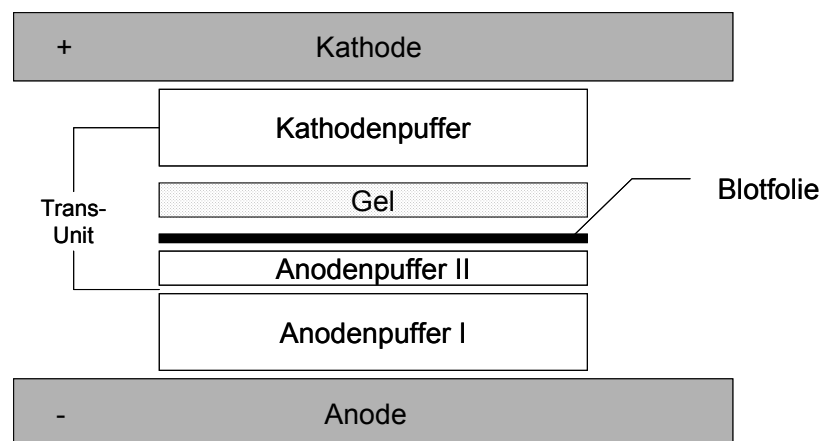 + Kathode
Kathodenpuffer
Gel
Blotfolie
Trans-
Unit
Anodenpuffer II
Anodenpuffer I
- Anode